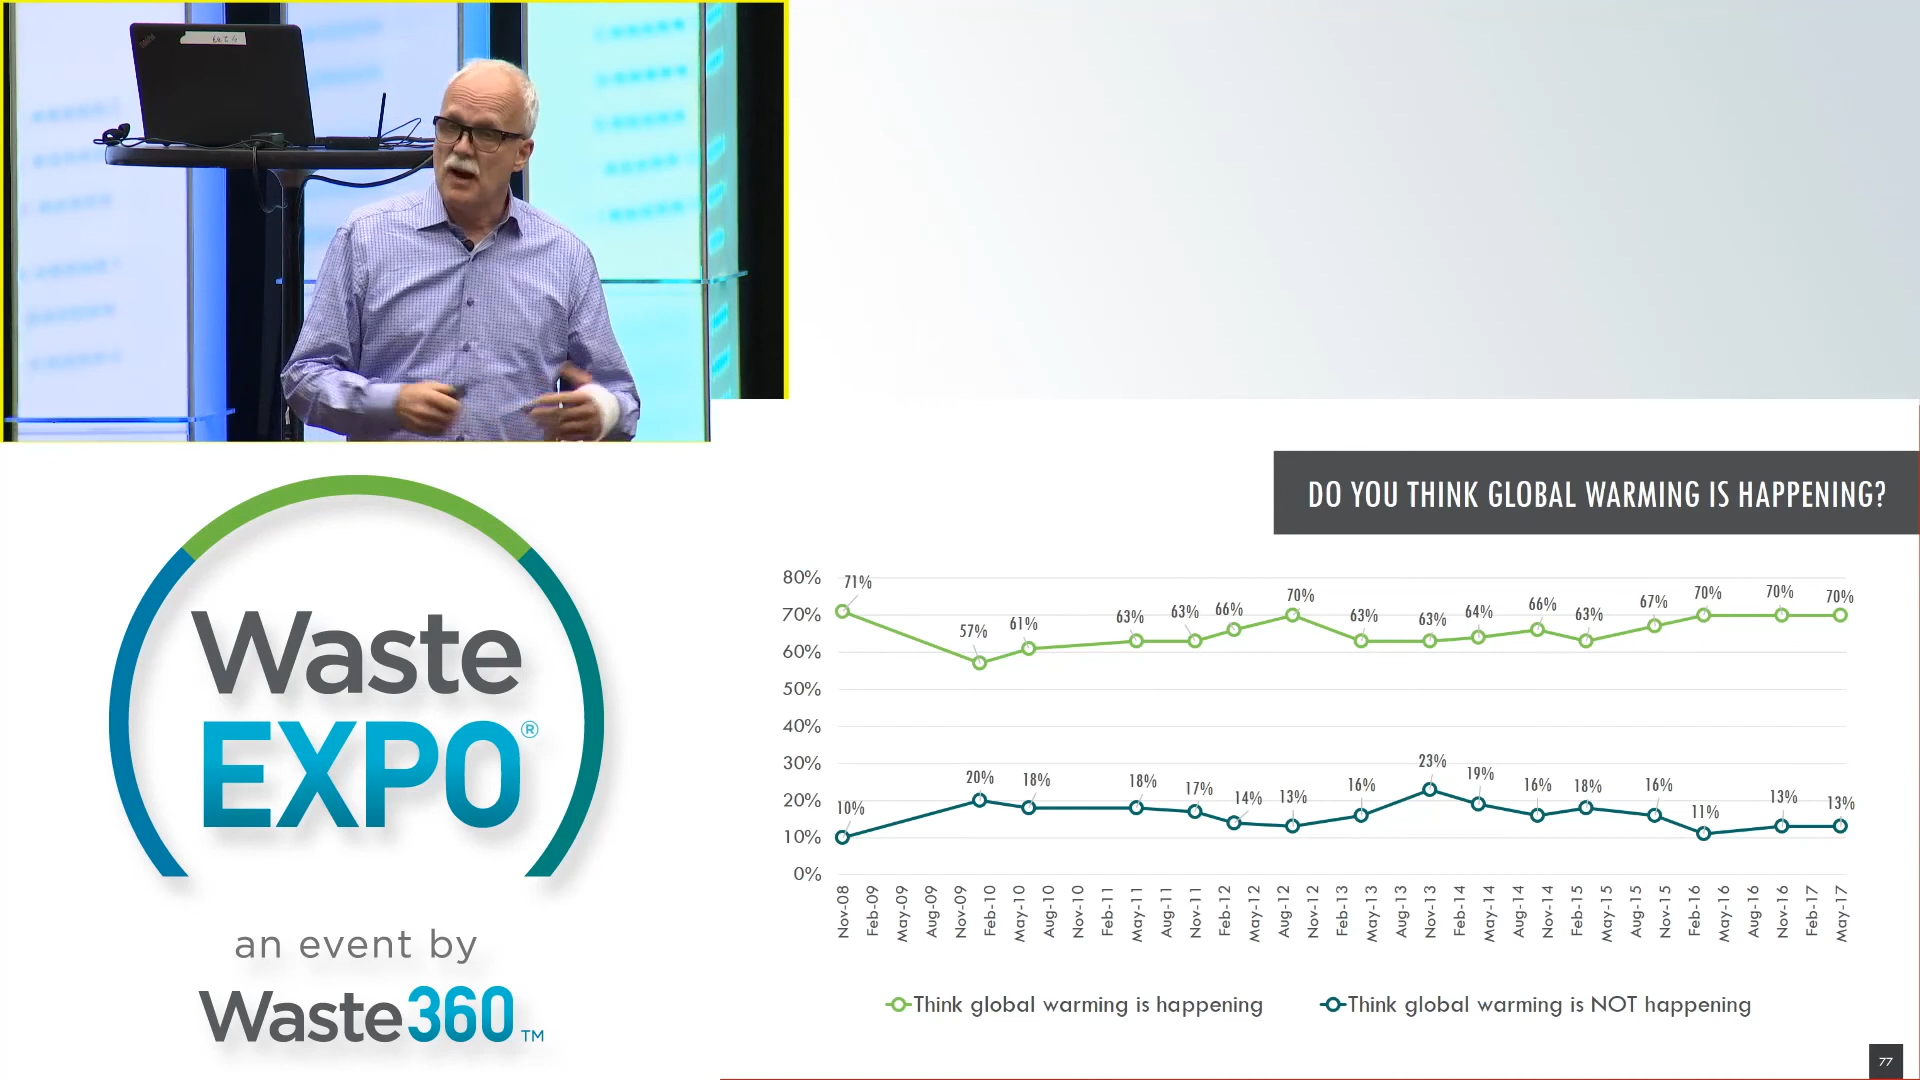 DO YOU THINK GLOBAL WARMING IS HAPPENING?
Waste
EXPO®
an event by
Waste360™
80%
70%
60%
50%
40%
30%
20%
10%
0%
71% 57% 61% 63% 63% 66% 70% 63% 63% 64% 66% 63% 67% 70% 70% 70%
10% 20% 18% 18% 17% 14% 13% 16% 23% 19% 16% 18% 16% 11% 13% 13%
Nov-08
Feb-09
May-09
Aug-09
Nov-09
Feb-10
May-10
Aug-10
Nov-10
Feb-11
May-11
Aug-11
Nov-11
Feb-12
May-12
Aug-12
Nov-12
Feb-13
May-13
Aug-13
Nov-13
Feb-14
May-14
Aug-14
Nov-14
Feb-15
May-15
Aug-15
Nov-15
Feb-16
May-16
Aug-16
Nov-16
Feb-17
May-17
Think global warming is happening
Think global warming is NOT happening
77